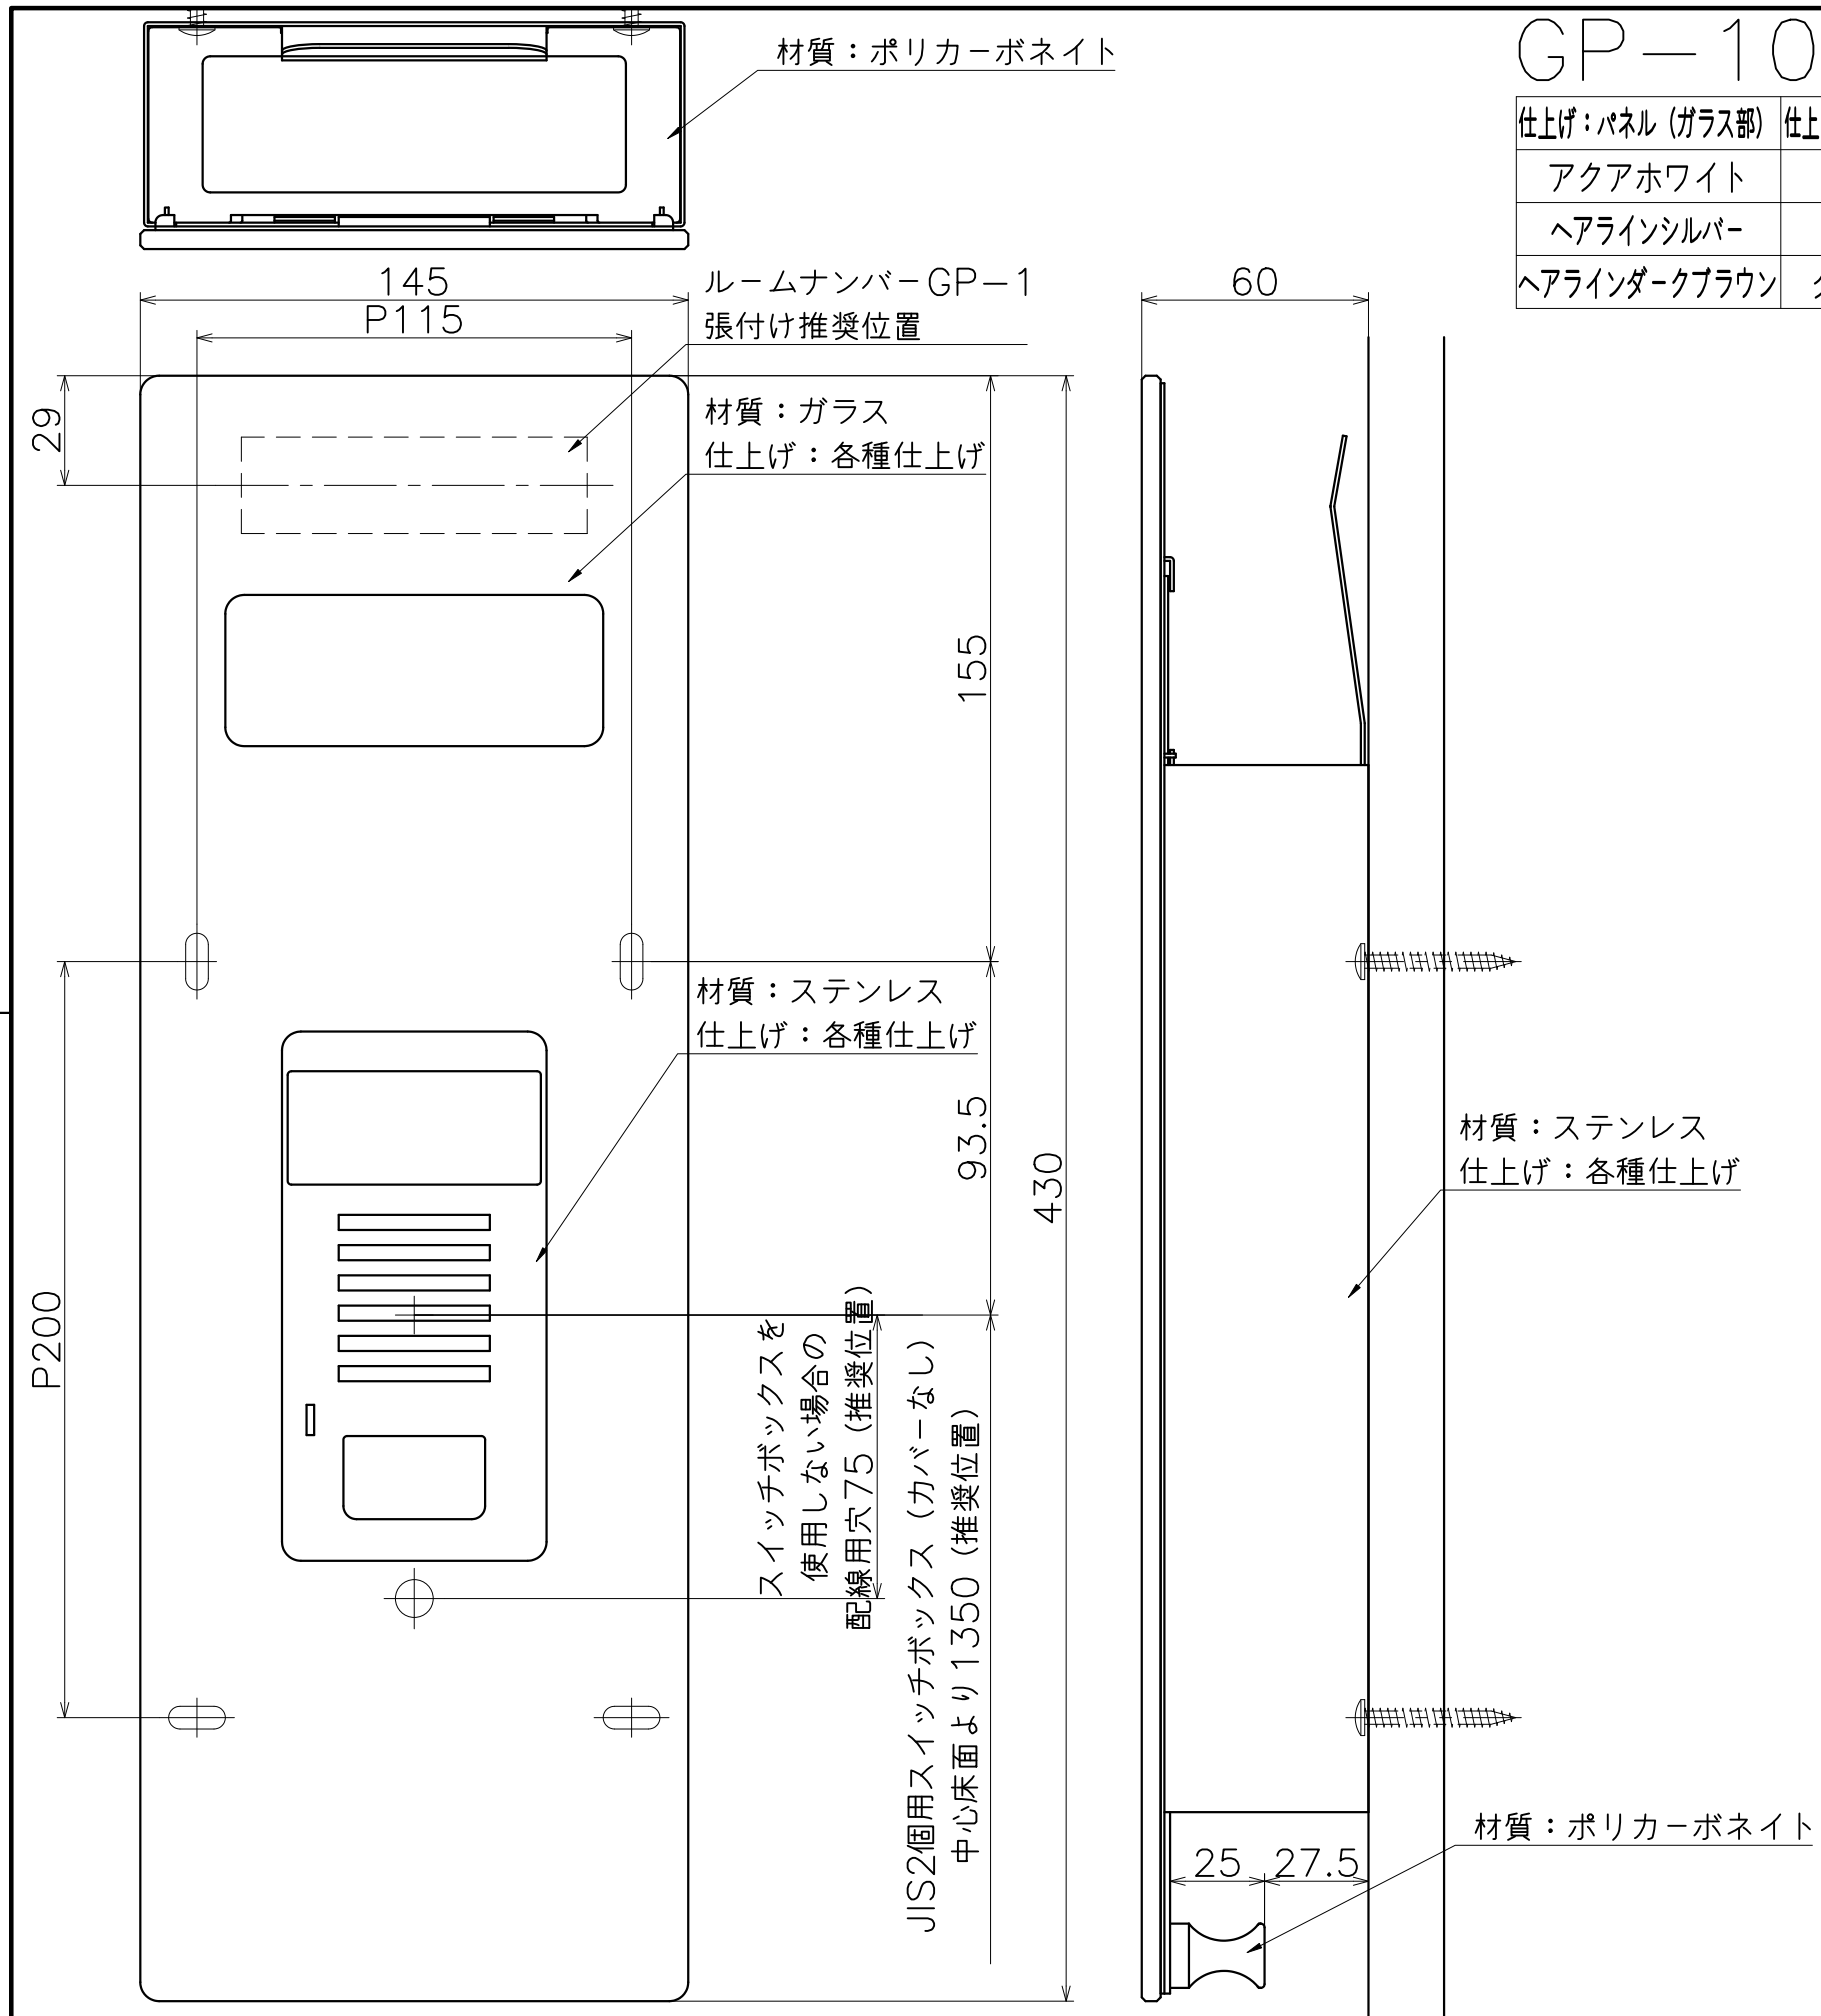 GP-10
材質：ポリカーボネイト
仕上げ：パネル（ガラス部）
仕上
アクアホワイト
ヘアラインシルバー
ヘアラインダークブラウン
ク
145
P115
60
ルームナンバーGP-1
張付け推奨位置
29
材質：ガラス
仕上げ：各種仕上げ
155
材質：ステンレス
仕上げ：各種仕上げ
93.5
430
材質：ステンレス
仕上げ：各種仕上げ
P200
スイッチボックスを
使用しない場合の
配線用穴75（推奨位置）
JIS2個用スイッチボックス（カバーなし）
中心床面より1350（推奨位置）
材質：ポリカーボネイト
25
27.5